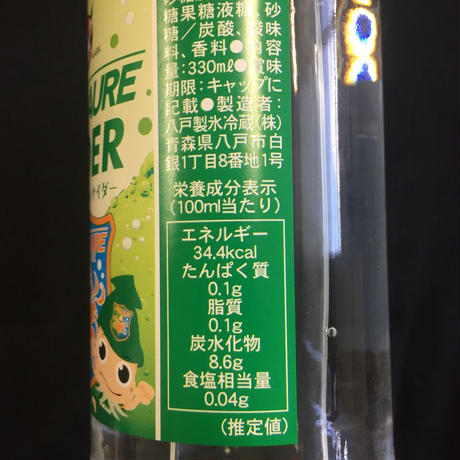 砂糖
糖果糖液糖、砂
糖／炭酸、酸味
料、香料●内容
量:330mℓ●賞味
期限:キャップに
記載●製造者:
八戸製氷冷蔵(株)
青森県八戸市白
銀1丁目8番地1号
栄養成分表示
(100ml当たり)
エネルギー
34.4kcal
たんぱく質
0.1g
脂質
0.1g
炭水化物
8.6g
食塩相当量
0.04g
(推定値)
URE
ER
サイダー